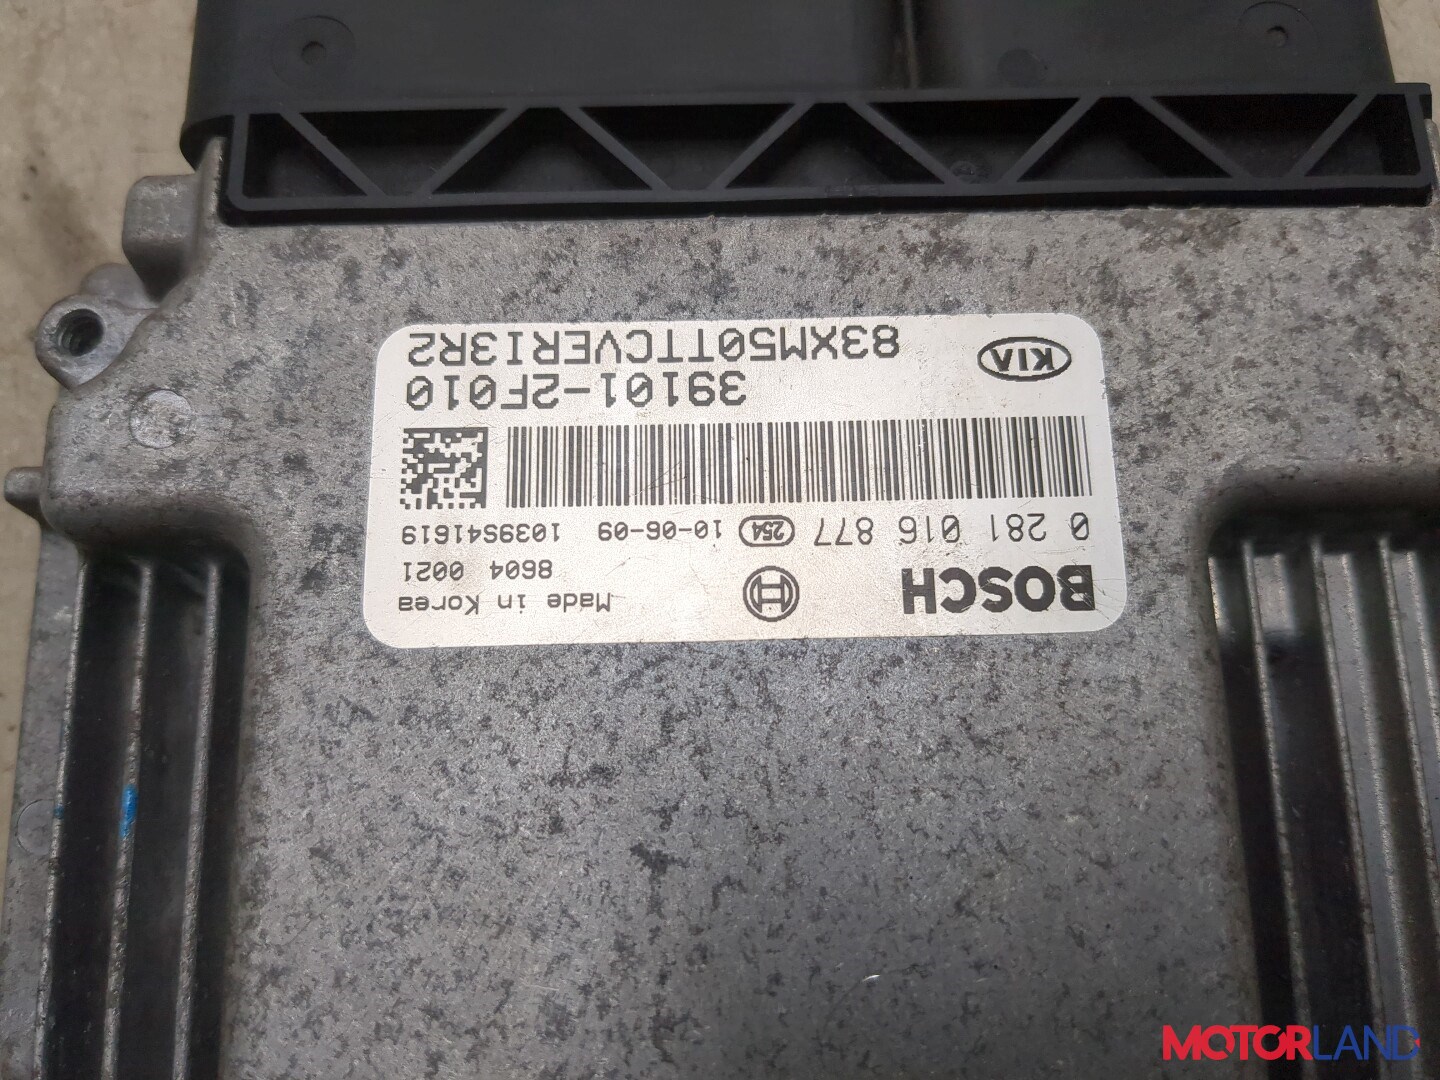 BOSCH
Made in Korea
8604 0021
0 281 016 877 254 10-06-09 1039S41619
39101-2F010
KIA 83XM50TTCVERI3R2
MOTORLAND